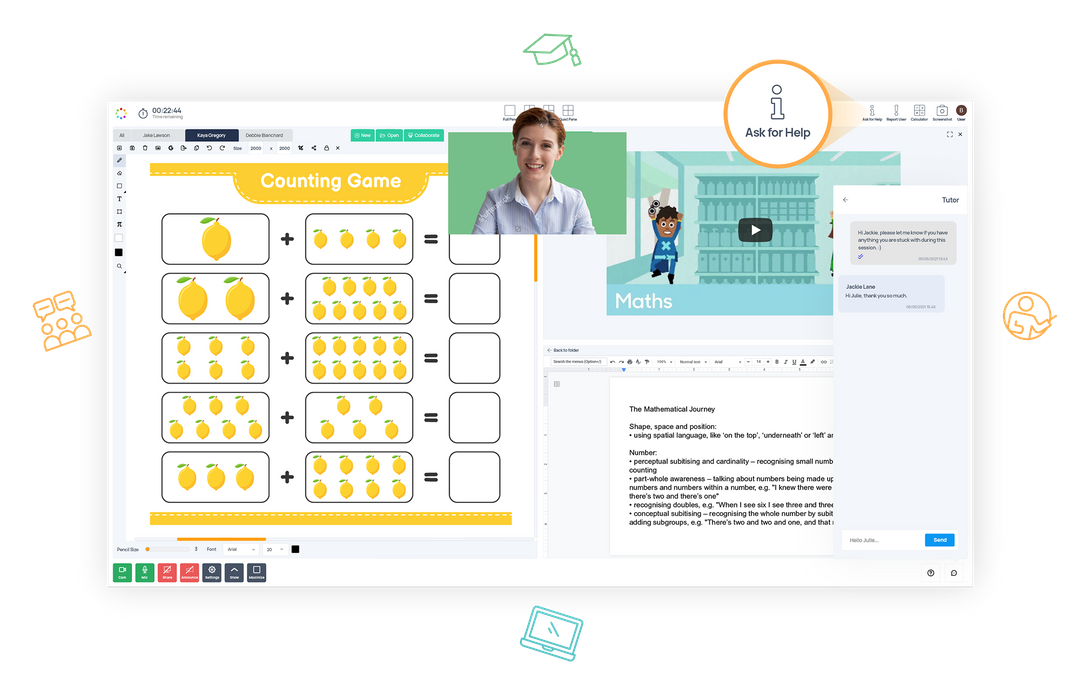 00:22:44
Time remaining
Full Pane
Quad Pane
Ask for Help
Ask for Help
Report User
Calculator
Screenshot
B
User
All
Jake Lawson
Kaya Gregory
Debbie Blanchard
New
Open
Collaborate
Size
2000
x
2000
T
Counting Game
+ =
+ =
+ =
+ =
+ =
Maths
Tutor
Hi Jackie, please let me know if you have
anything you are stuck with during this
session. :)
Jackie Lane
Hi Julie, thank you so much.
Back to folder
Search the menus (Option+/)
100%
Normal text
Arial
14
B
I
U
A
The Mathematical Journey
Shape, space and position:
• using spatial language, like ‘on the top’, ‘underneath’ or ‘left’ ar
Number:
• perceptual subitising and cardinality – recognising small numb
counting
• part-whole awareness – talking about numbers being made up
numbers and numbers within a number, e.g. "I knew there were
there's two and there's one"
• recognising doubles, e.g. "When I see six I see three and three
• conceptual subitising – recognising the whole number by subit
adding subgroups, e.g. "There's two and two and one, and that
Hello Julie...
Send
Pencil Size
3
Font
Arial
20
Cam
Mic
Share
Announce
Settings
Show
Maximize